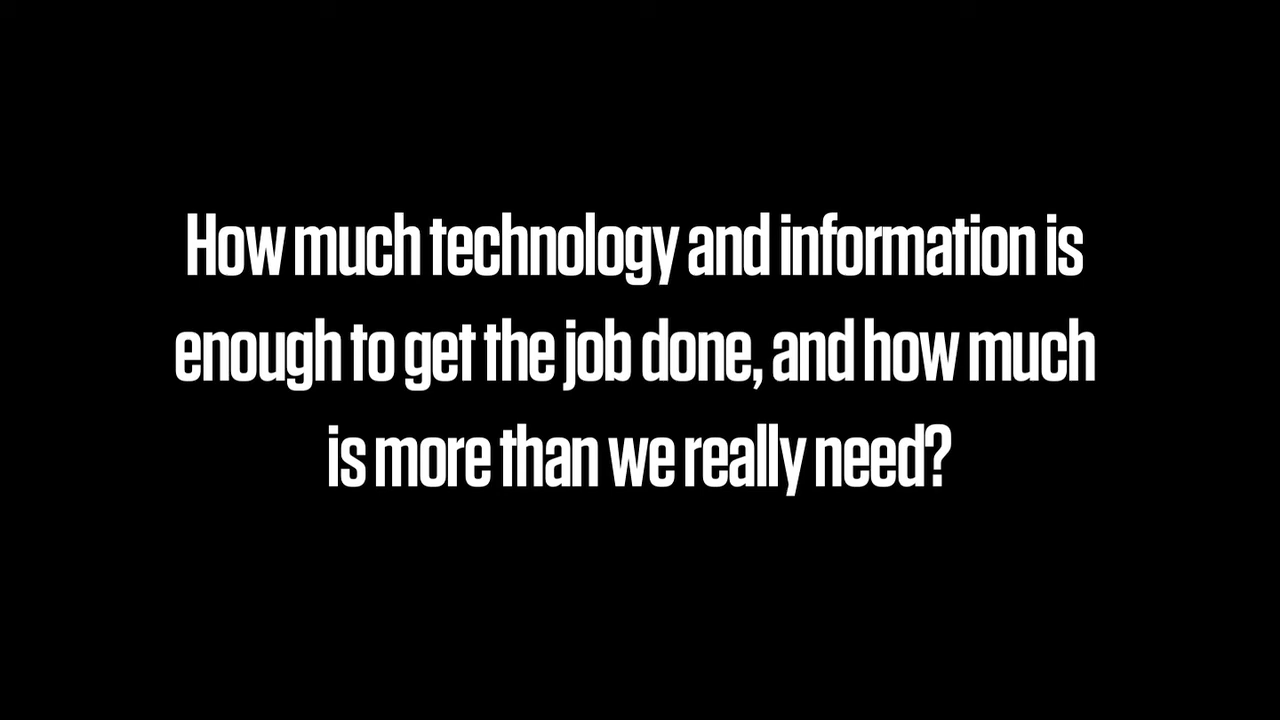 How much technology and information is
enough to get the job done, and how much
is more than we really need?